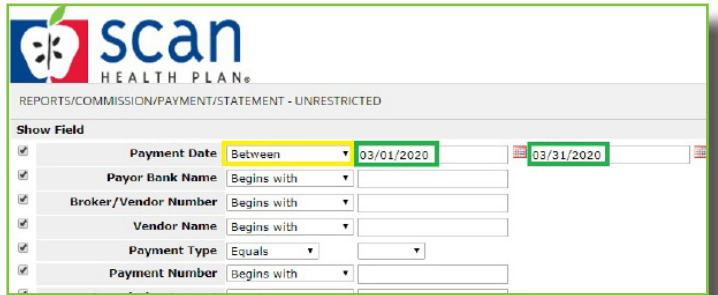 scan
HEALTH PLAN®
REPORTS/COMMISSION/PAYMENT/STATEMENT - UNRESTRICTED
Show Field
Payment Date Between 03/01/2020 03/31/2020
Payor Bank Name Begins with
Broker/Vendor Number Begins with
Vendor Name Begins with
Payment Type Equals
Payment Number Begins with